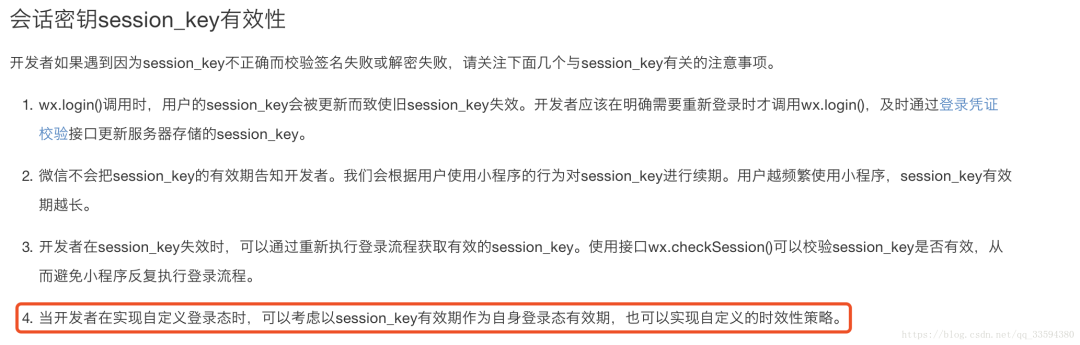 会话密钥session_key有效性
开发者如果遇到因为session_key不正确而校验签名失败或解密失败，请关注下面几个与session_key有关的注意事项。
1. wx.login()调用时，用户的session_key会被更新而致使旧session_key失效。开发者应该在明确需要重新登录时才调用wx.login()，及时通过登录凭证
校验接口更新服务器存储的session_key。
2. 微信不会把session_key的有效期告知开发者。我们会根据用户使用小程序的行为对session_key进行续期。用户越频繁使用小程序，session_key有效
期越长。
3. 开发者在session_key失效时，可以通过重新执行登录流程获取有效的session_key。使用接口wx.checkSession()可以校验session_key是否有效，从
而避免小程序反复执行登录流程。
4. 当开发者在实现自定义登录态时，可以考虑以session_key有效期作为自身登录态有效期，也可以实现自定义的时效性策略。
https://blog.csdn.net/qq_33594380